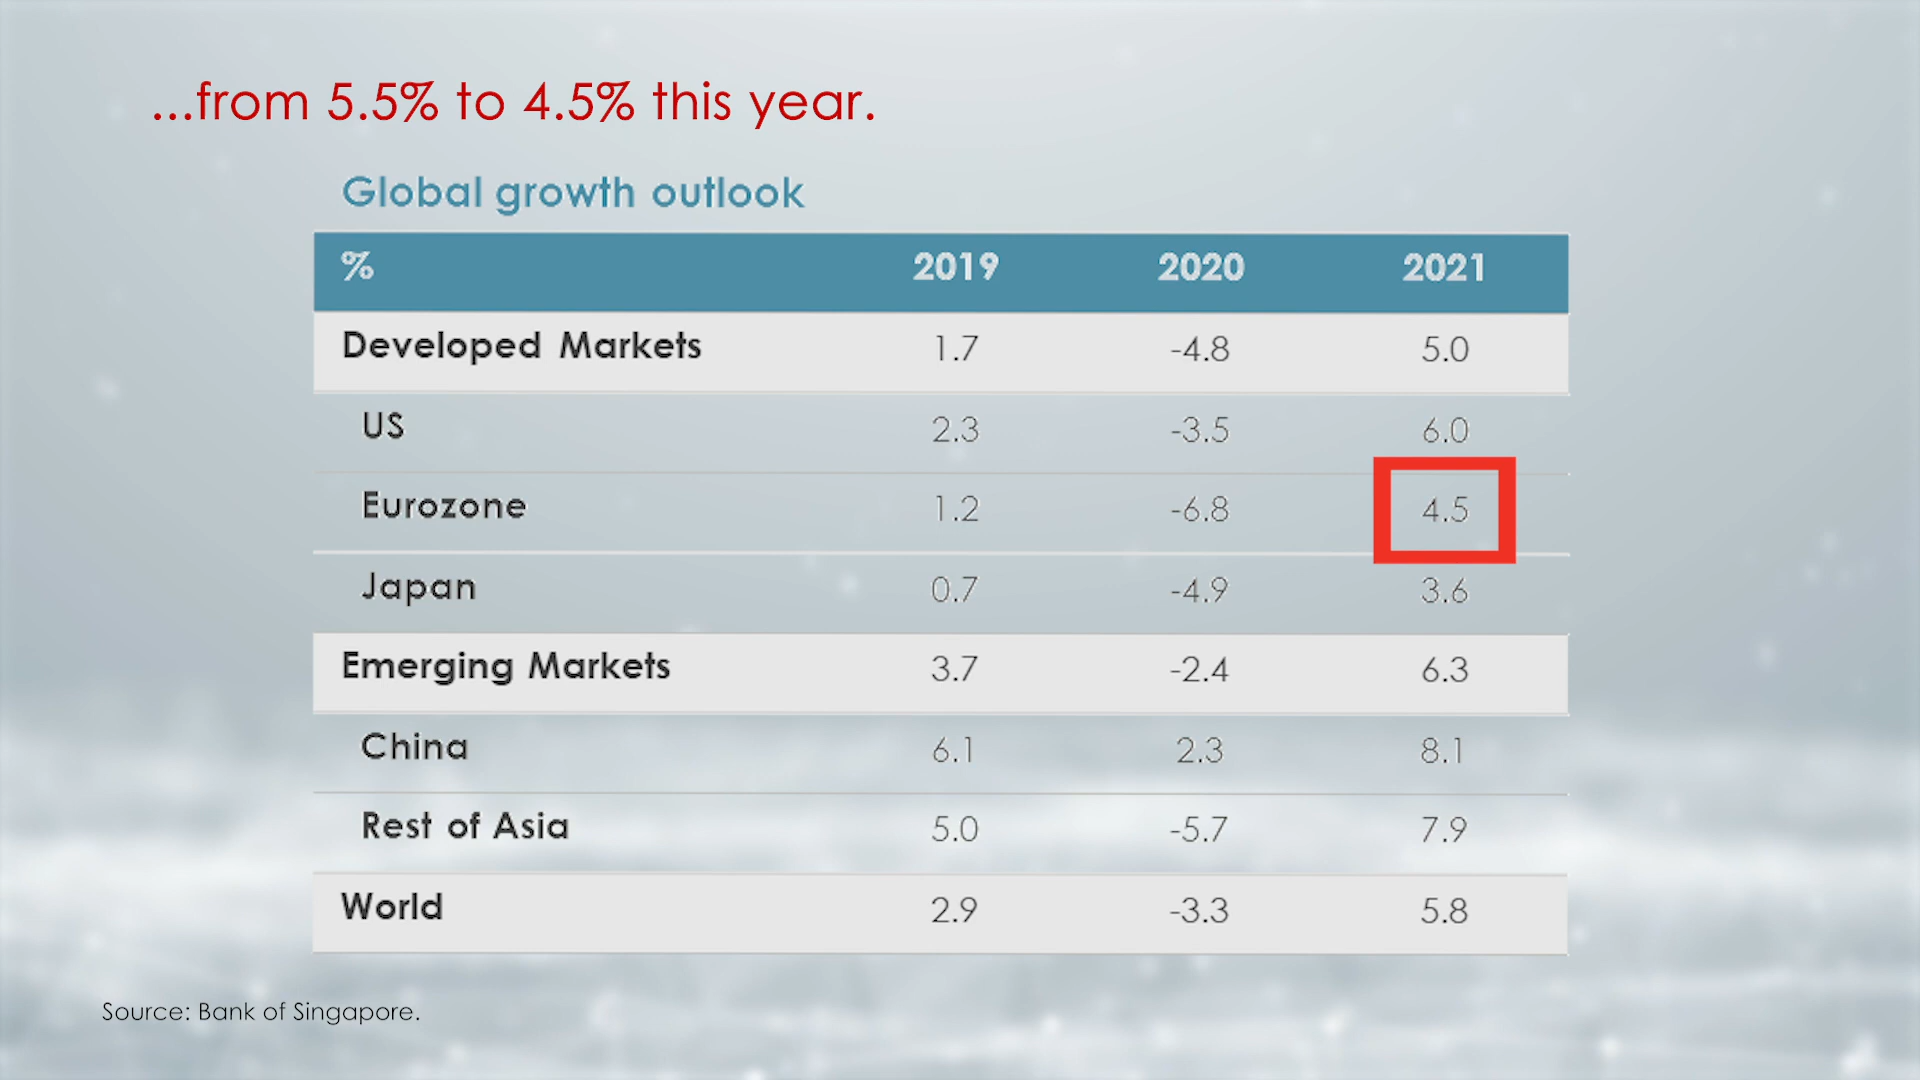 ...from 5.5% to 4.5% this year.
Global growth outlook
% 2019 2020 2021
Developed Markets 1.7 -4.8 5.0
US 2.3 -3.5 6.0
Eurozone 1.2 -6.8 4.5
Japan 0.7 -4.9 3.6
Emerging Markets 3.7 -2.4 6.3
China 6.1 2.3 8.1
Rest of Asia 5.0 -5.7 7.9
World 2.9 -3.3 5.8
Source: Bank of Singapore.